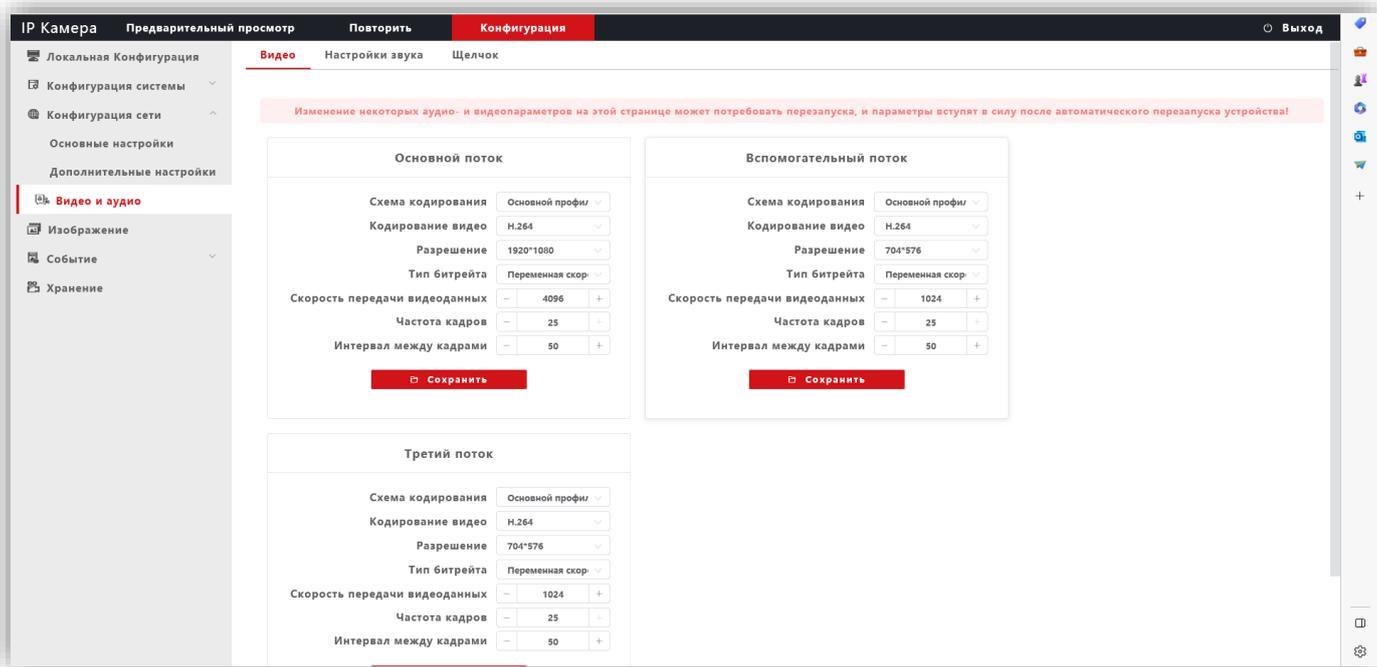 IP Камера Предварительный просмотр Повторить Конфигурация Выход
Локальная Конфигурация
Конфигурация системы
Конфигурация сети
Основные настройки
Дополнительные настройки
Видео и аудио
Изображение
Событие
Хранение
Видео Настройки звука Щелчок
Изменение некоторых аудио- и видеопараметров на этой странице может потребовать перезапуска, и параметры вступят в силу после автоматического перезапуска устройства!
Основной поток
Схема кодирования Основной профил
Кодирование видео H.264
Разрешение 1920*1080
Тип битрейта Переменная скор
Скорость передачи видеоданных − 4096 +
Частота кадров − 25 +
Интервал между кадрами − 50 +
Сохранить
Вспомогательный поток
Схема кодирования Основной профил
Кодирование видео H.264
Разрешение 704*576
Тип битрейта Переменная скор
Скорость передачи видеоданных − 1024 +
Частота кадров − 25 +
Интервал между кадрами − 50 +
Сохранить
Третий поток
Схема кодирования Основной профил
Кодирование видео H.264
Разрешение 704*576
Тип битрейта Переменная скор
Скорость передачи видеоданных − 1024 +
Частота кадров − 25 +
Интервал между кадрами − 50 +